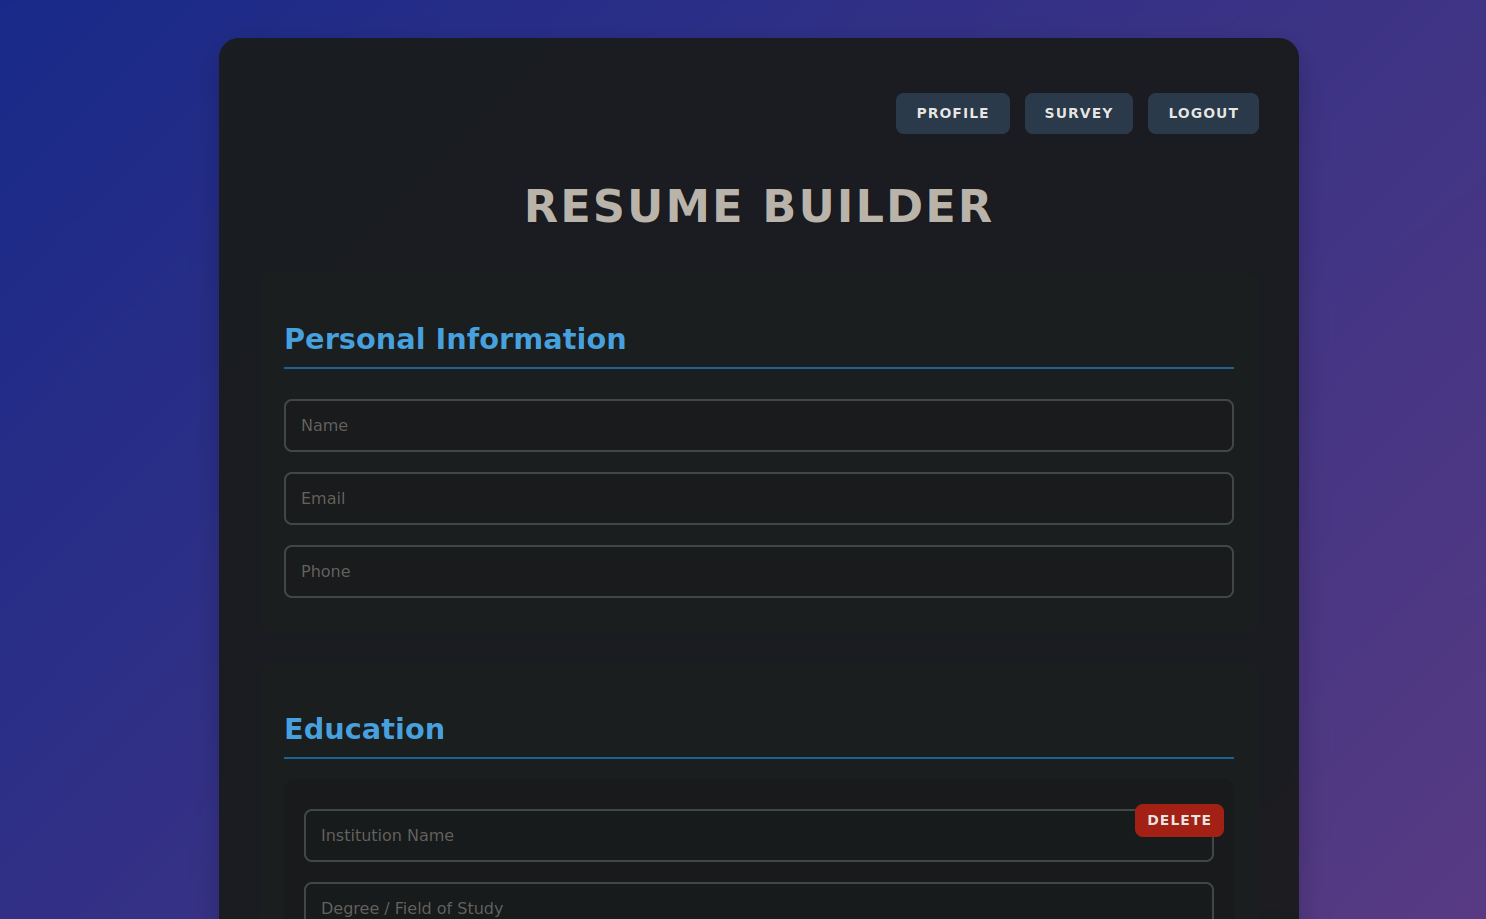 PROFILE SURVEY LOGOUT
RESUME BUILDER
Personal Information
Name
Email
Phone
Education
DELETE
Institution Name
Degree / Field of Study